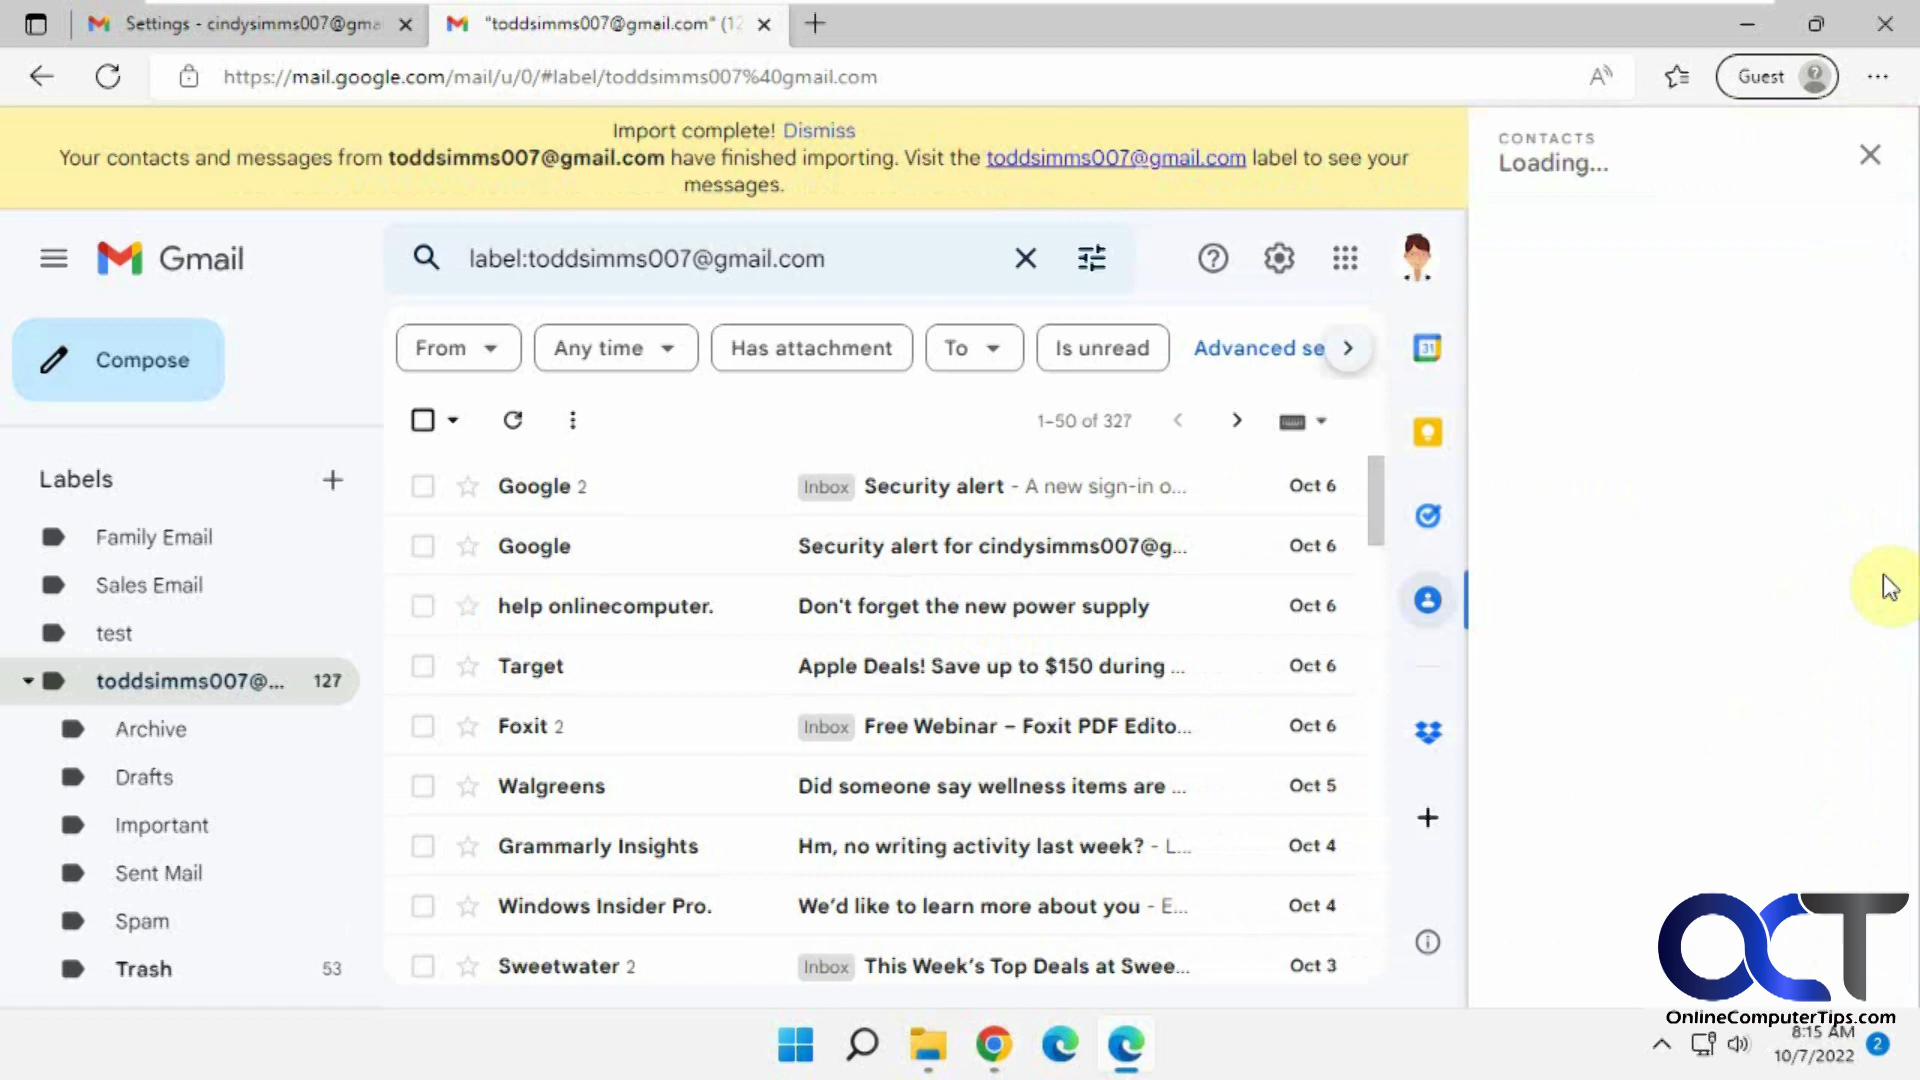 Settings - cindysimms007@gma
"toddsimms007@gmail.com" (12
https://mail.google.com/mail/u/0/#label/toddsimms007%40gmail.com
Guest
Import complete! Dismiss
Your contacts and messages from toddsimms007@gmail.com have finished importing. Visit the toddsimms007@gmail.com label to see your
messages.
CONTACTS
Loading...
Gmail
label:toddsimms007@gmail.com
Compose
From
Any time
Has attachment
To
Is unread
Advanced se
31
1–50 of 327
Labels
Family Email
Sales Email
test
toddsimms007@... 127
Archive
Drafts
Important
Sent Mail
Spam
Trash 53
Google 2 Inbox Security alert - A new sign-in o... Oct 6
Google Security alert for cindysimms007@g... Oct 6
help onlinecomputer. Don't forget the new power supply Oct 6
Target Apple Deals! Save up to $150 during ... Oct 6
Foxit 2 Inbox Free Webinar – Foxit PDF Edito... Oct 6
Walgreens Did someone say wellness items are ... Oct 5
Grammarly Insights Hm, no writing activity last week? - L... Oct 4
Windows Insider Pro. We'd like to learn more about you - E... Oct 4
Sweetwater 2 Inbox This Week's Top Deals at Swee... Oct 3
OCT
OnlineComputerTips.com
8:15 AM
10/7/2022
2